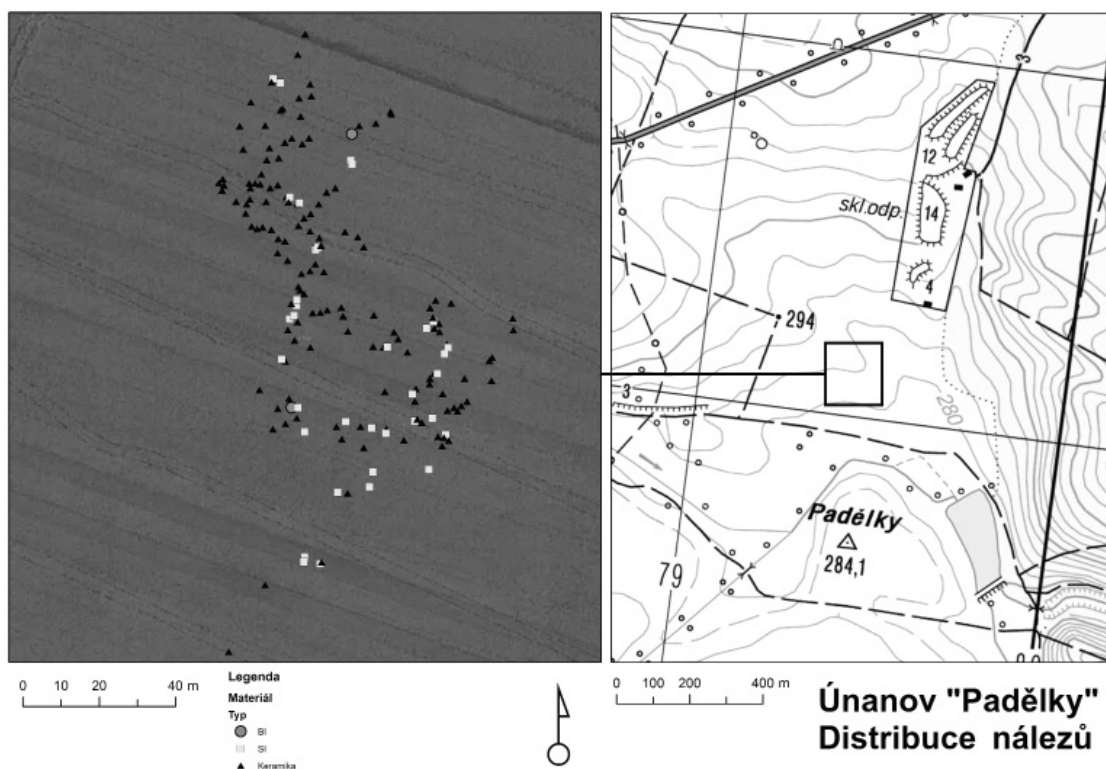 3
12
skl.odp.
14
4
294
3
280
Padělky
284,1
79
0 10 20 40 m
Legenda
Materiál
Typ
BI
SI
Keramika
0 100 200 400 m
Únanov "Padělky"
Distribuce nálezů